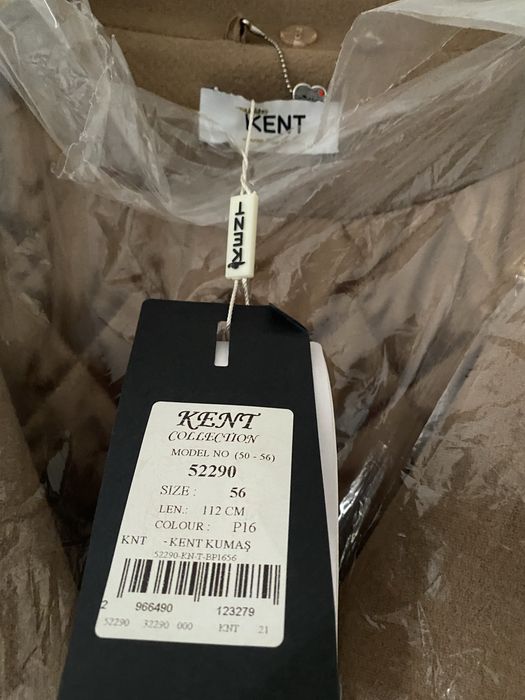 KENT
KENT
KENT
COLLECTION
MODEL NO (50 - 56)
52290
SIZE : 56
LEN.: 112 CM
COLOUR : P16
KNT -KENT KUMAŞ
52290-KN-T-BP1656
2 966490 123279
52290 32290 000 KNT 21